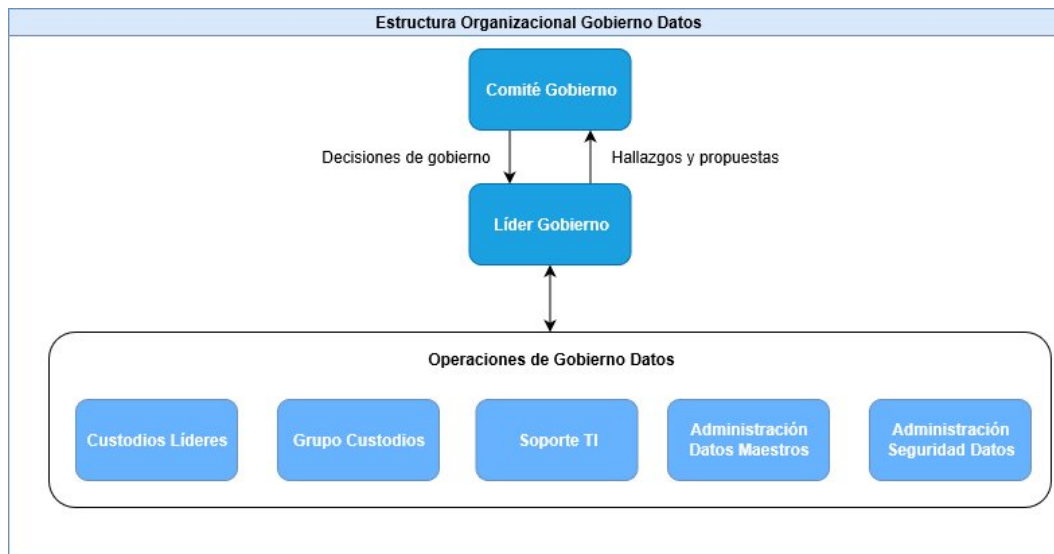 Estructura Organizacional Gobierno Datos
Comité Gobierno
Decisiones de gobierno
Hallazgos y propuestas
Líder Gobierno
Operaciones de Gobierno Datos
Custodios Líderes
Grupo Custodios
Soporte TI
Administración
Datos Maestros
Administración
Seguridad Datos